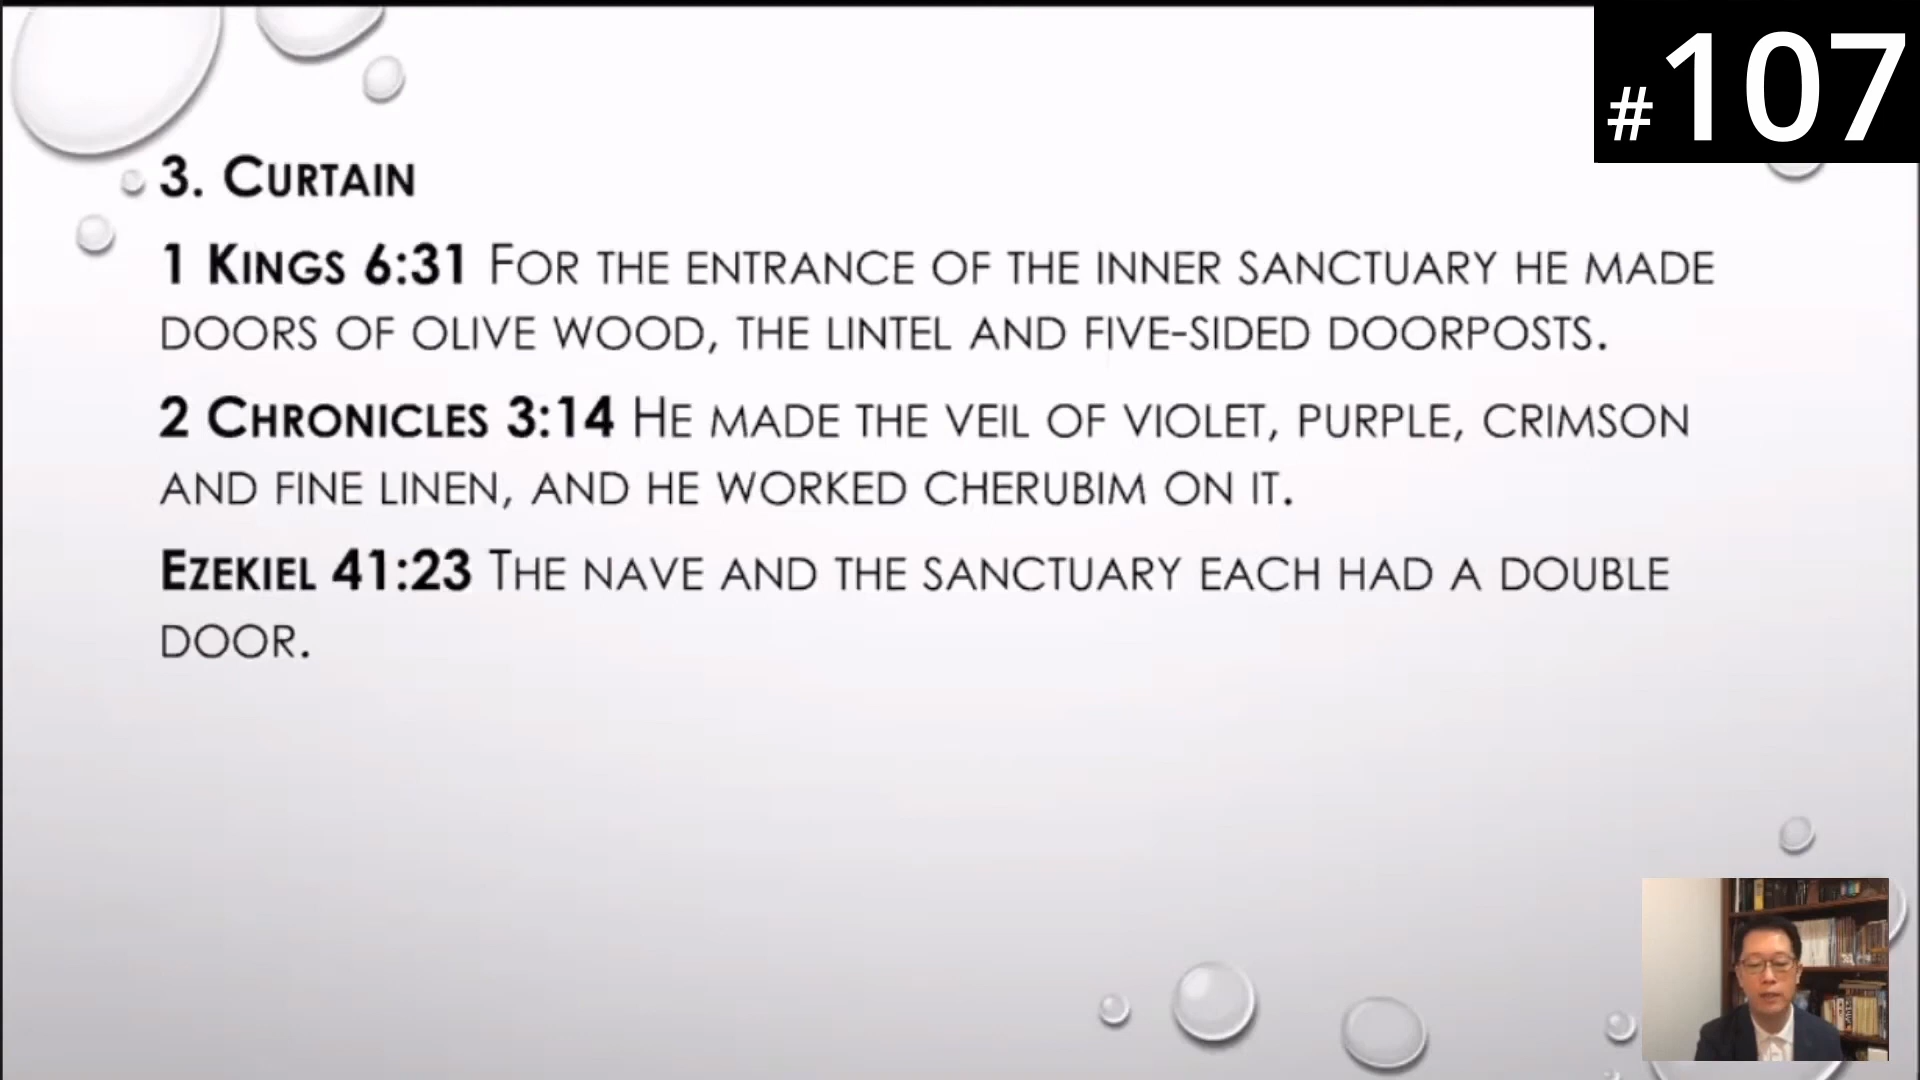 #107
3. Curtain
1 Kings 6:31 For the entrance of the inner sanctuary he made
doors of olive wood, the lintel and five-sided doorposts.
2 Chronicles 3:14 He made the veil of violet, purple, crimson
and fine linen, and he worked cherubim on it.
Ezekiel 41:23 The nave and the sanctuary each had a double
door.